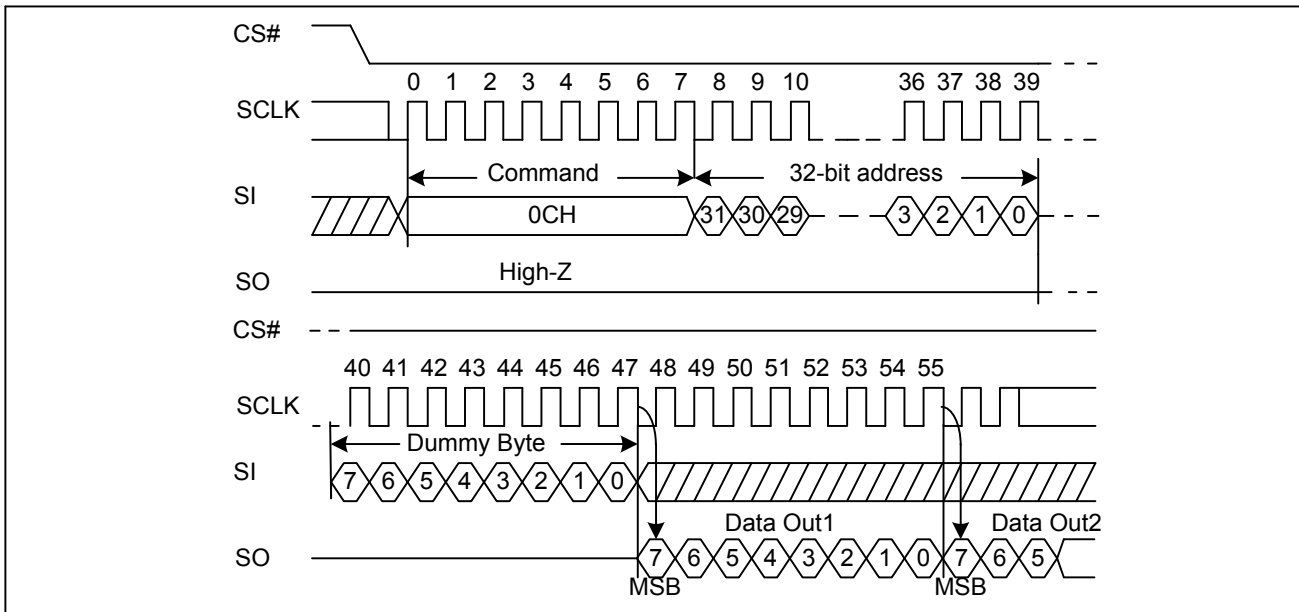 CS#
0 1 2 3 4 5 6 7 8 9 10 36 37 38 39
SCLK
Command 32-bit address
SI
0CH 31 30 29 3 2 1 0
High-Z
SO
CS#
40 41 42 43 44 45 46 47 48 49 50 51 52 53 54 55
SCLK
Dummy Byte
SI
7 6 5 4 3 2 1 0
Data Out1 Data Out2
SO
7 6 5 4 3 2 1 0 7 6 5
MSB MSB